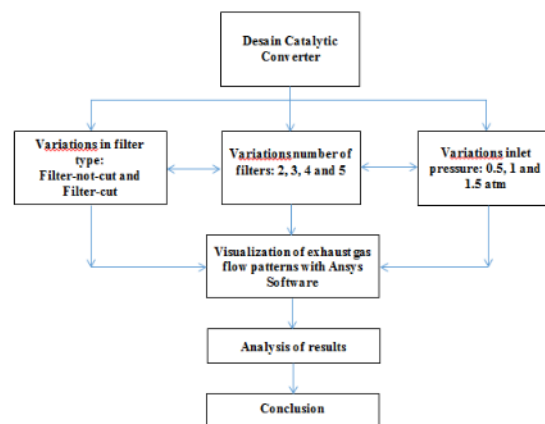 Desain Catalytic
Converter
Variations in filter
type:
Filter-not-cut and
Filter-cut
Variations number of
filters: 2, 3, 4 and 5
Variations inlet
pressure: 0.5, 1 and
1.5 atm
Visualization of exhaust gas
flow patterns with Ansys
Software
Analysis of results
Conclusion